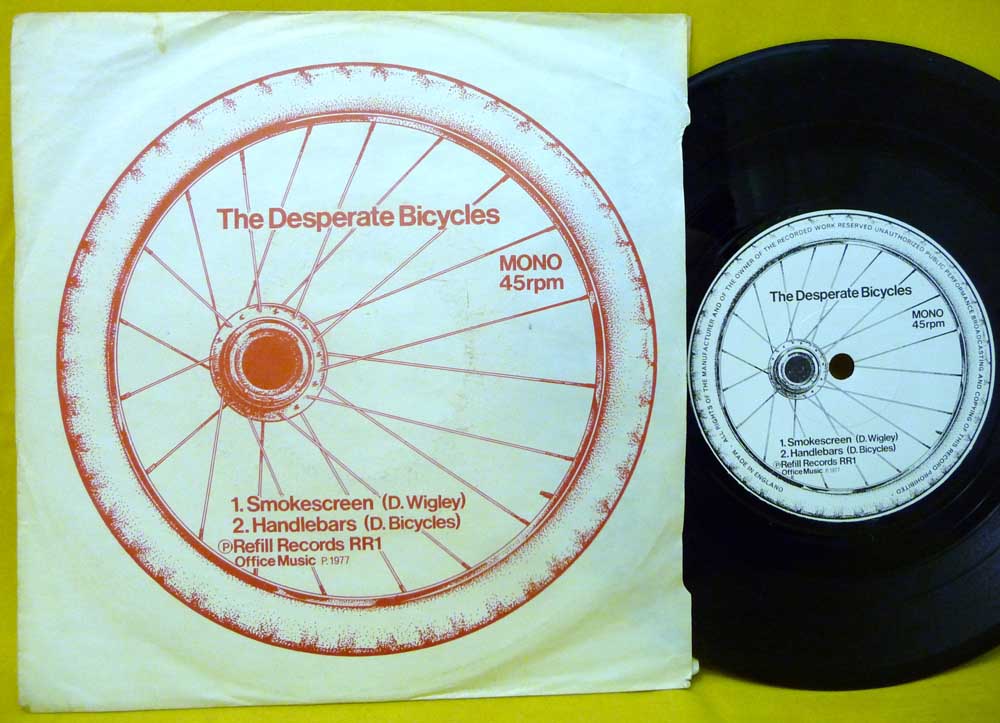 The Desperate Bicycles
MONO
45rpm
1. Smokescreen (D. Wigley)
2. Handlebars (D. Bicycles)
ⓅRefill Records RR1
Office Music P.1977
The Desperate Bicycles
MONO
45rpm
1. Smokescreen (D. Wigley)
2. Handlebars (D. Bicycles)
ⓅRefill Records RR1
Office Music P.1977
ALL RIGHTS OF THE MANUFACTURER AND OF THE OWNER OF THE RECORDED WORK RESERVED UNAUTHORIZED PUBLIC PERFORMANCE BROADCASTING AND COPYING OF THIS RECORD PROHIBITED · MADE IN ENGLAND